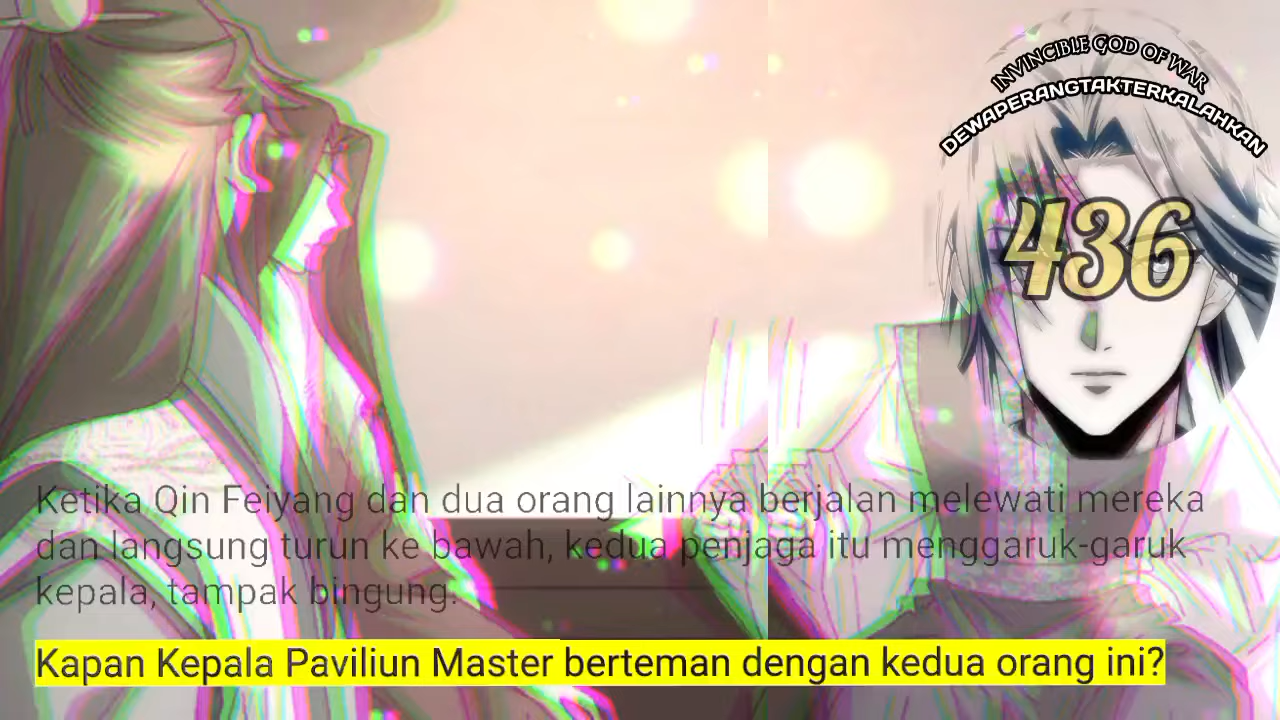 INVINCIBLE GOD OF WAR
DEWAPERANGTAKTERKALAHKAN
436
Ketika Qin Feiyang dan dua orang lainnya berjalan melewati mereka
dan langsung turun ke bawah, kedua penjaga itu menggaruk-garuk
kepala, tampak bingung.
Kapan Kepala Paviliun Master berteman dengan kedua orang ini?